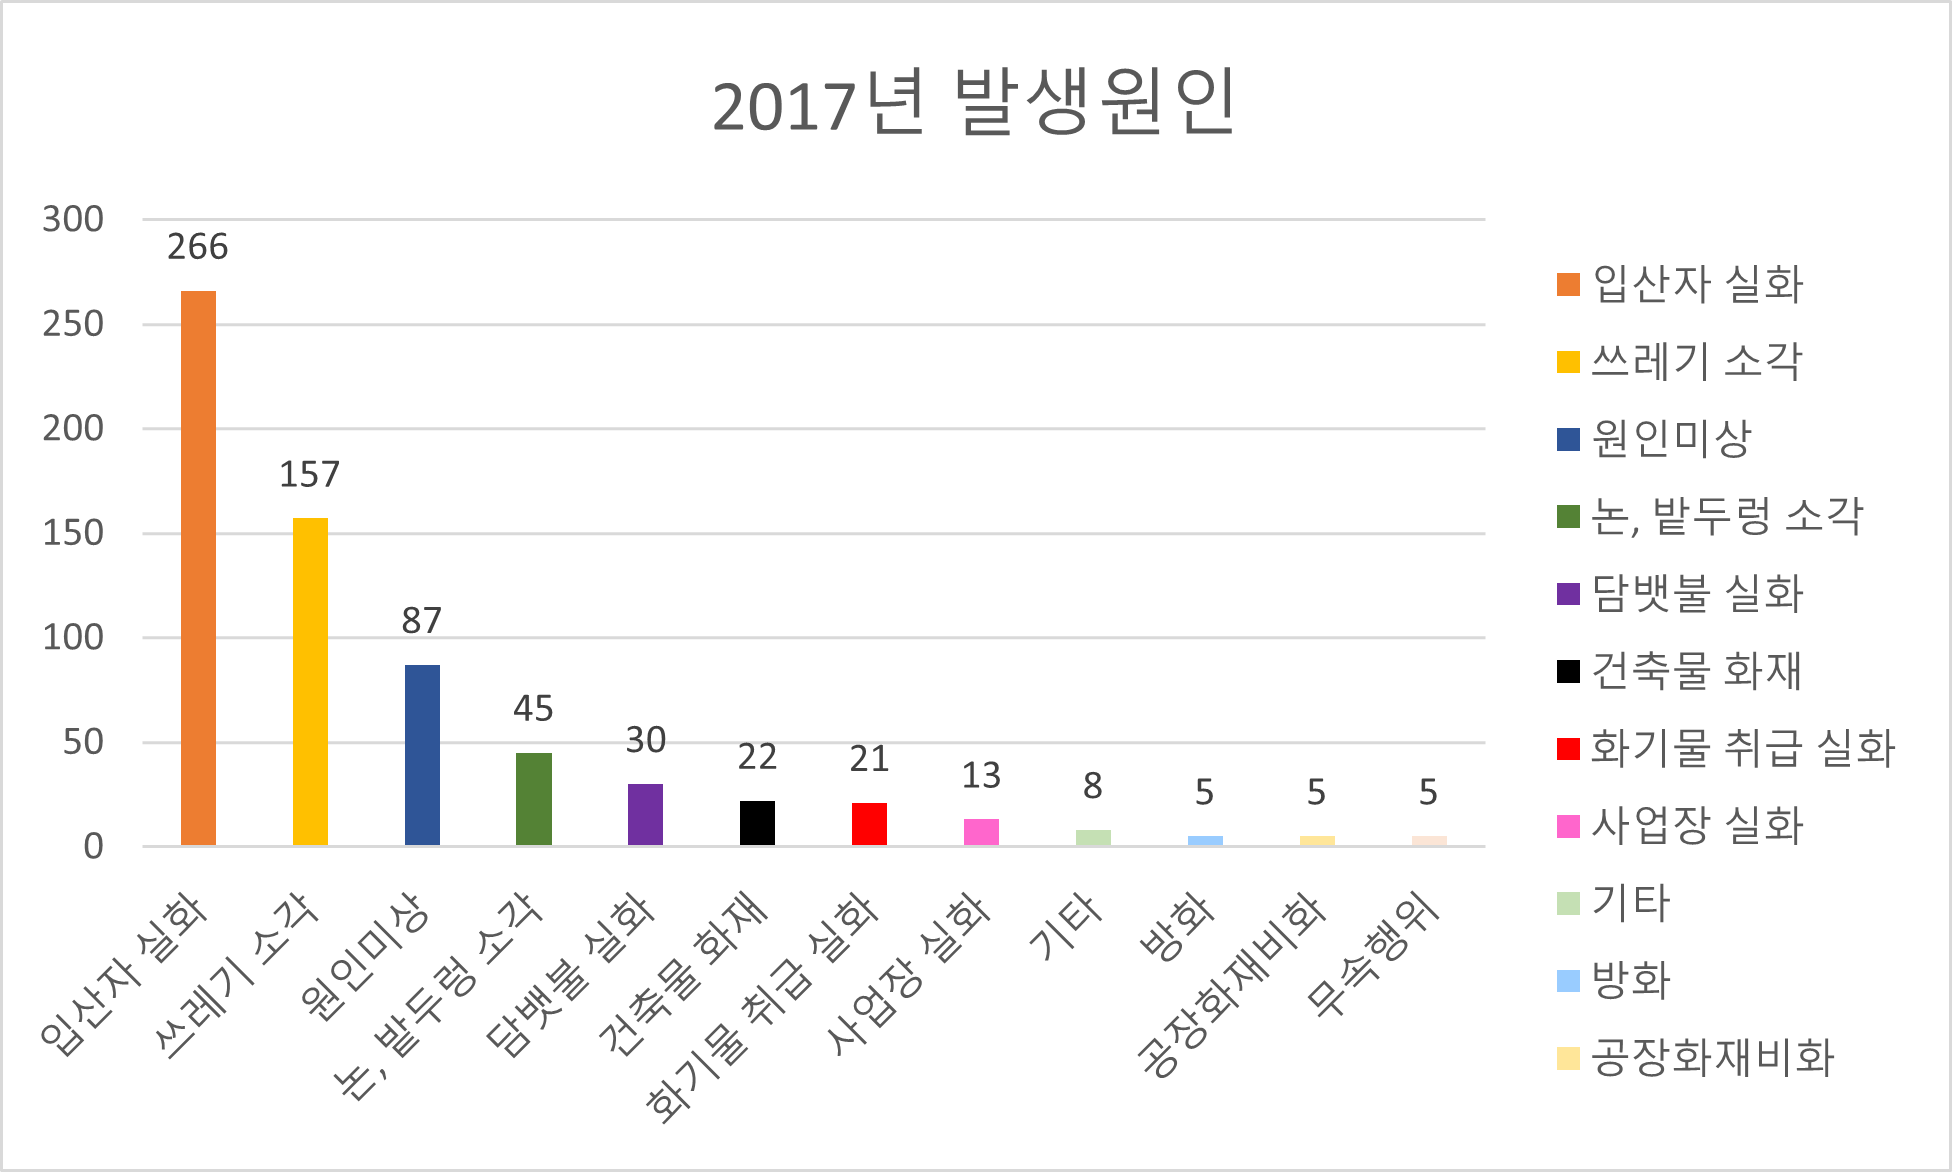 2017년 발생원인
300
250
200
150
100
50
0
266
157
87
45
30
22
21
13
8
5
5
5
입산자 실화
쓰레기 소각
원인미상
논, 밭두렁 소각
담뱃불 실화
건축물 화재
화기물 취급 실화
사업장 실화
기타
방화
공장화재비화
무속행위
입산자 실화
쓰레기 소각
원인미상
논, 밭두렁 소각
담뱃불 실화
건축물 화재
화기물 취급 실화
사업장 실화
기타
방화
공장화재비화